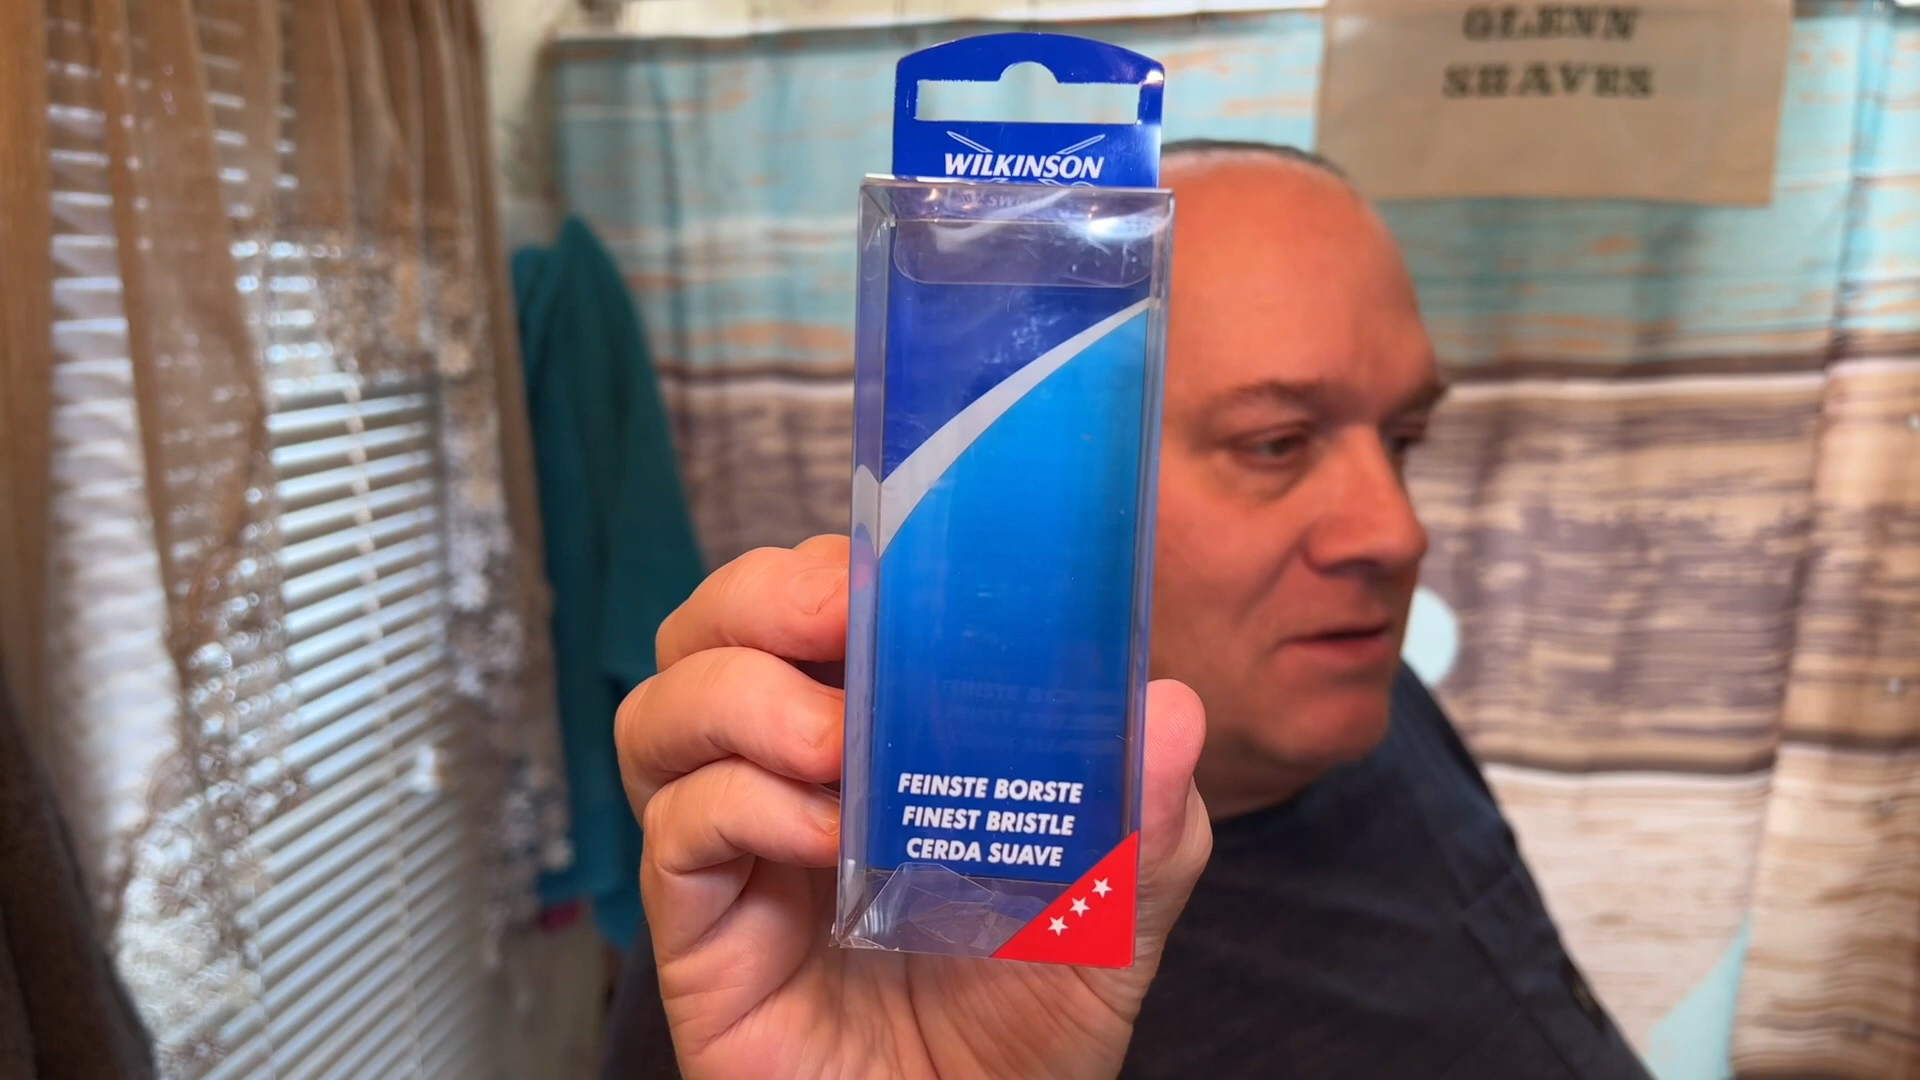 GLENN
SHAVES
WILKINSON
FEINSTE BORSTE
FINEST BRISTLE
CERDA SUAVE